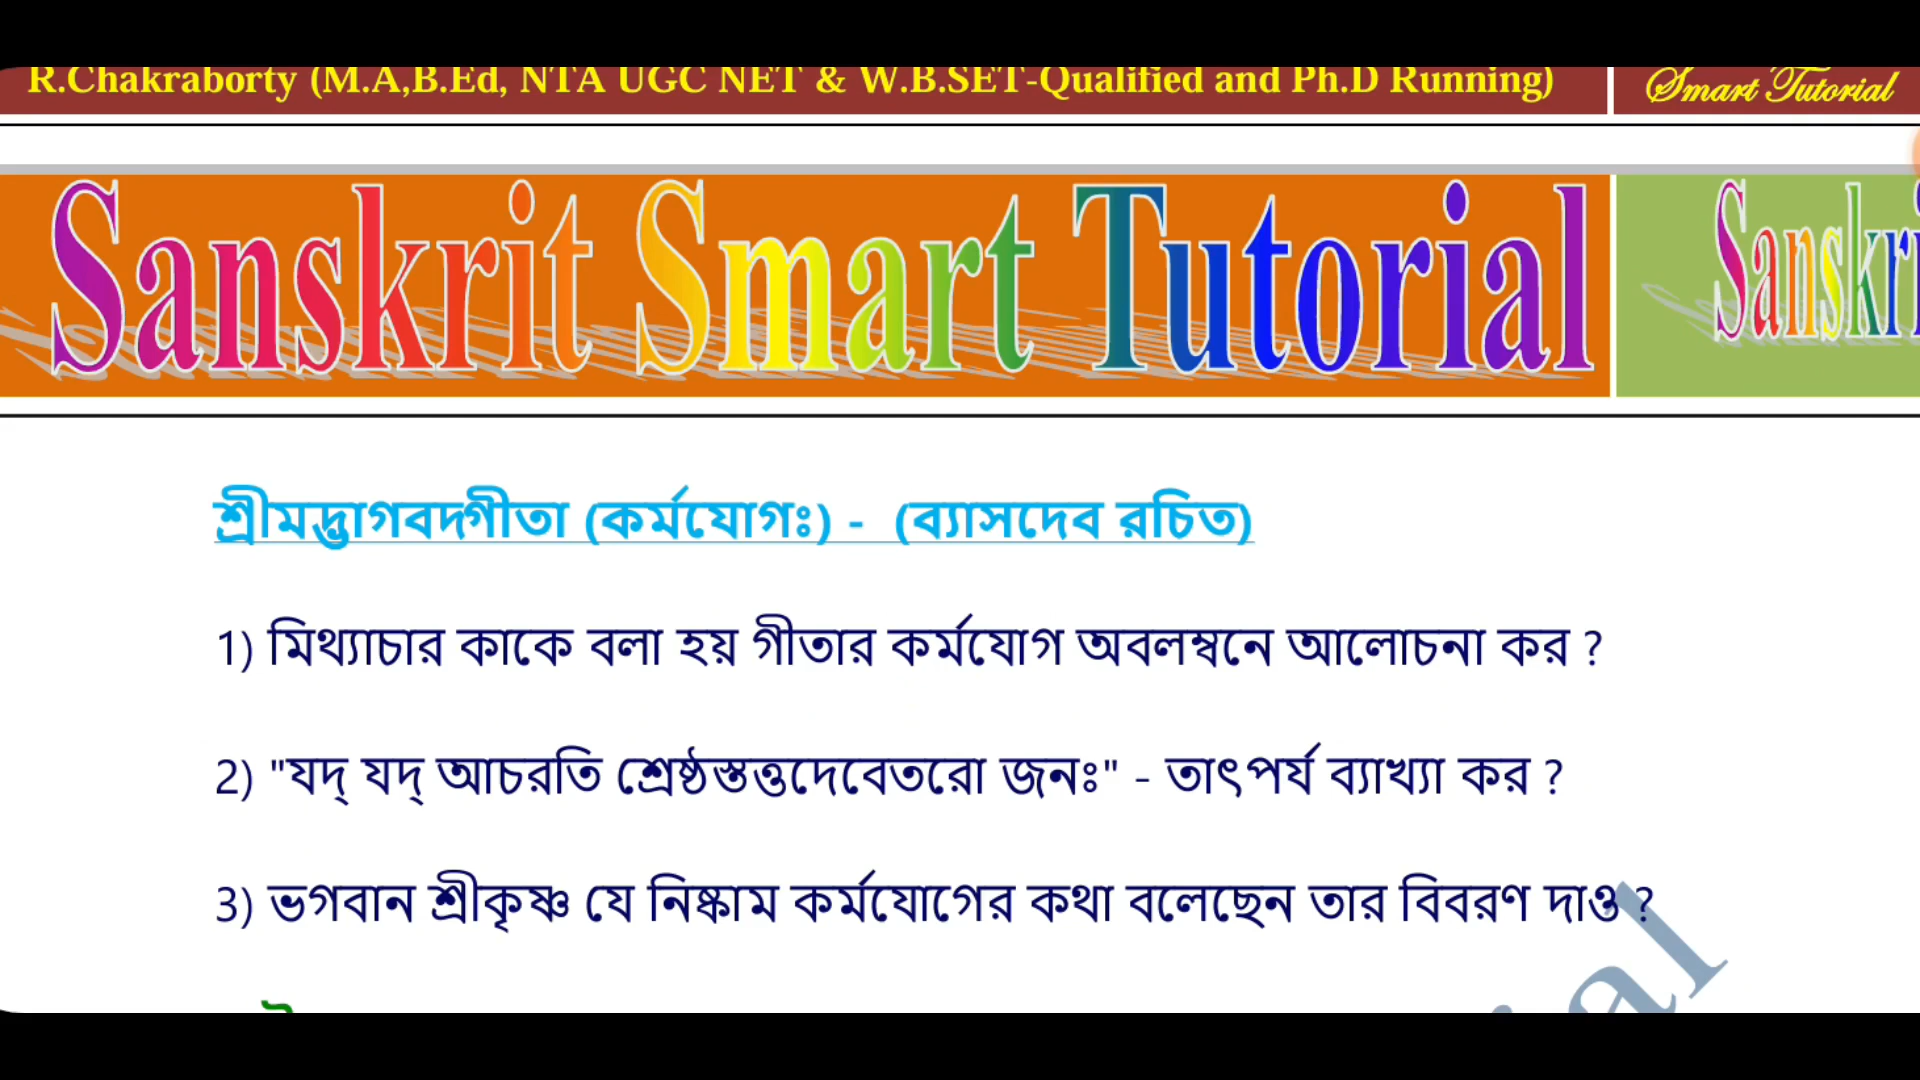 R.Chakraborty (M.A,B.Ed, NTA UGC NET & W.B.SET-Qualified and Ph.D Running)
Smart Tutorial
Sanskrit Smart Tutorial
শ্রীমদ্ভাগবদগীতা (কর্মযোগঃ) - (ব্যাসদেব রচিত)
1) মিথ্যাচার কাকে বলা হয় গীতার কর্মযোগ অবলম্বনে আলোচনা কর ?
2) "যদ্ যদ্ আচরতি শ্রেষ্ঠস্তত্তদেবেতরো জনঃ" - তাৎপর্য ব্যাখ্যা কর ?
3) ভগবান শ্রীকৃষ্ণ যে নিষ্কাম কর্মযোগের কথা বলেছেন তার বিবরণ দাও ?